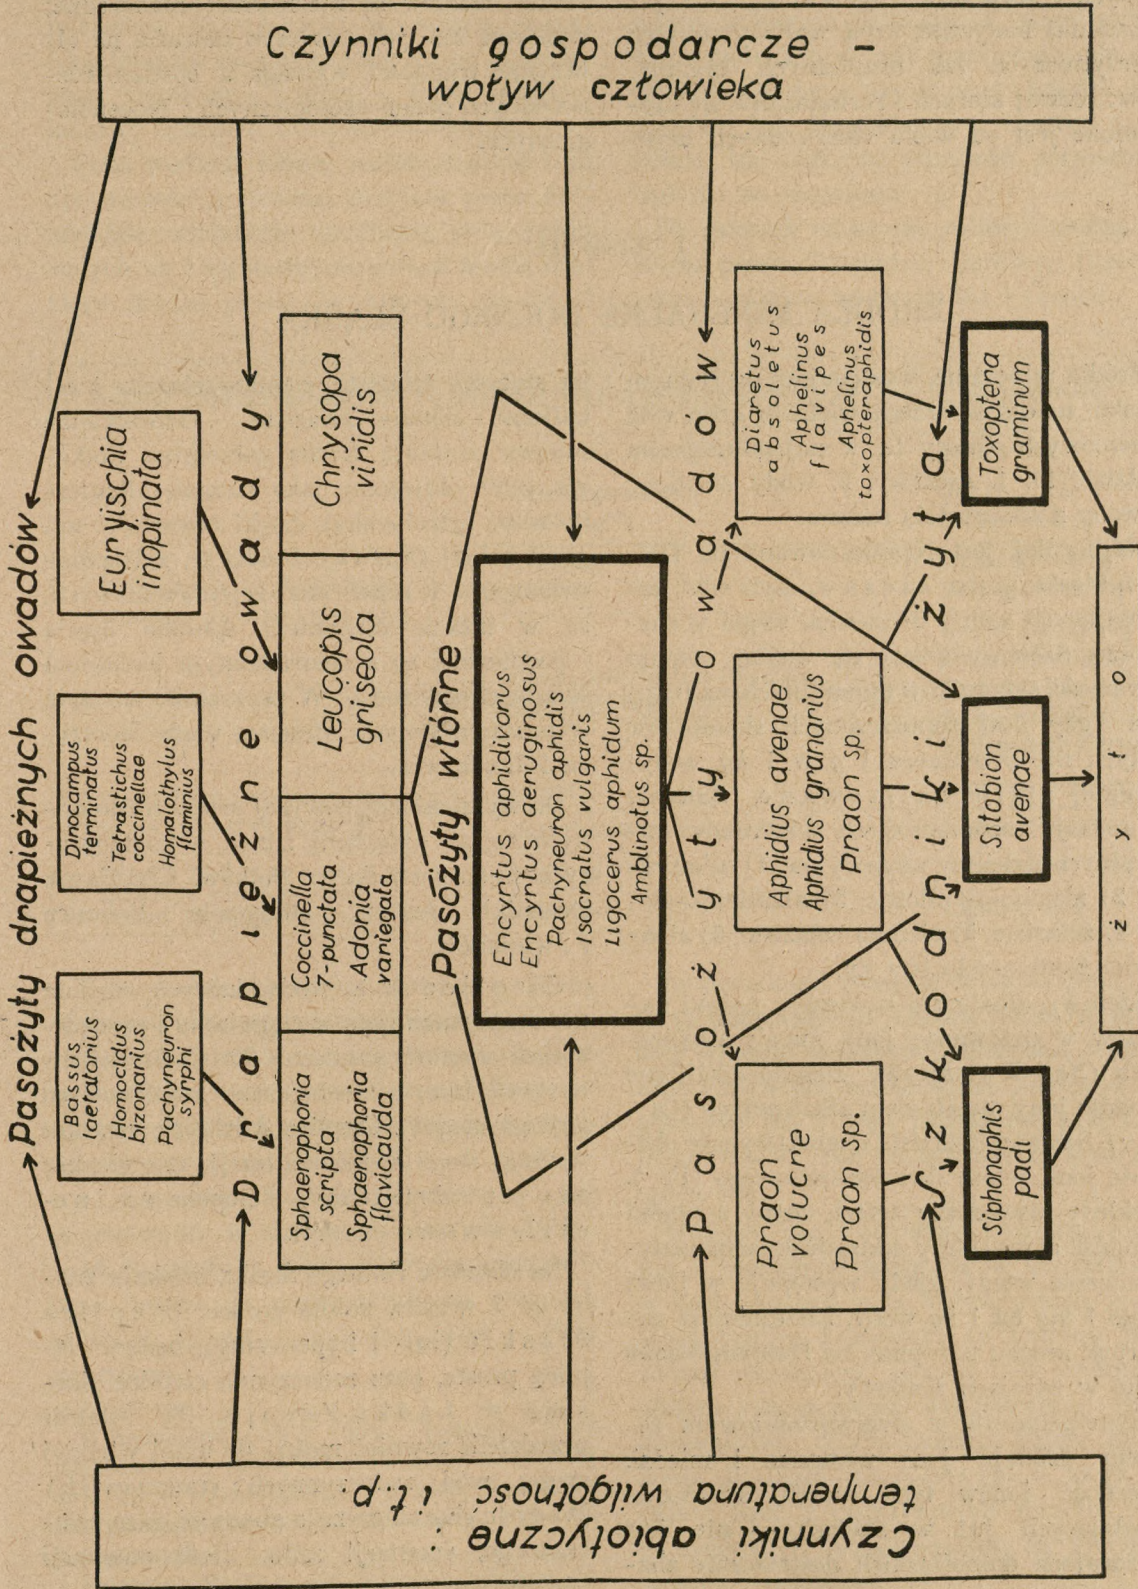 Czynniki gospodarcze -
wpływ człowieka
Pasożyty drapieżnych owadów
Bassus
laetatorius
Homocidus
bizonarius
Pachyneuron
syrphi
Dinocampus
terminatus
Tetrastichus
coccinellae
Homalothylus
flaminius
Euryischia
inopinata
Drapieżne owady
Sphaerophoria
scripta
Sphaenophoria
flavicauda
Coccinella
7-punctata
Adonia
variegata
Leucopis
griseola
Chrysopa
viridis
Pasożyty wtórne
Encyrtus aphidivorus
Encyrtus aeruginosus
Pachyneuron aphidis
Isocratus vulgaris
Ligocerus aphidum
Amblinotus sp.
Pasożyty owadów
Praon
volucre
Praon sp.
Aphidius avenae
Aphidius granarius
Praon sp.
Diaretus
absoletus
Aphelinus
flavipes
Aphelinus
toxopteraphidis
Szkodniki żyta
Siphonaphis
padi
Sitobion
avenae
Toxoptera
graminum
żyto
Czynniki abiotyczne:
temperatura wilgotność i.t.p.